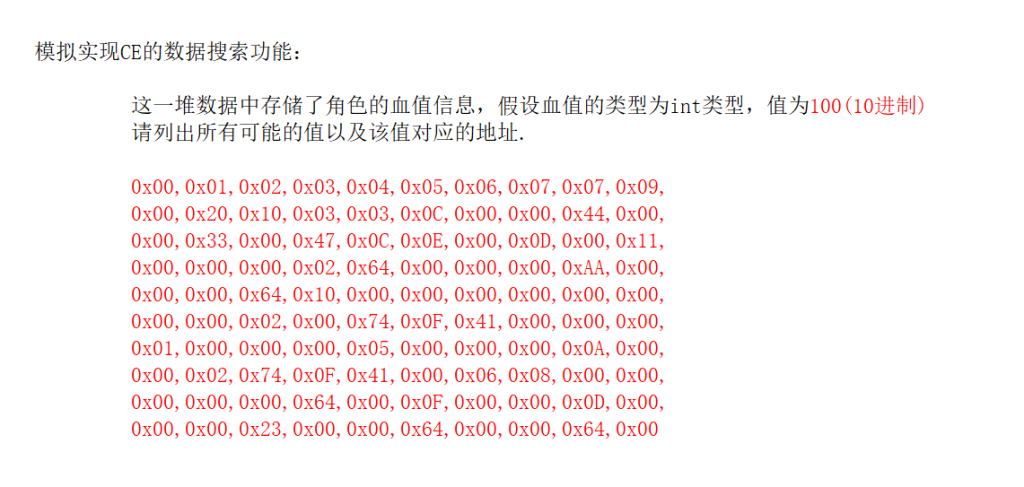 模拟实现CE的数据搜索功能：
这一堆数据中存储了角色的血值信息，假设血值的类型为int类型，值为100(10进制)
请列出所有可能的值以及该值对应的地址.
0x00,0x01,0x02,0x03,0x04,0x05,0x06,0x07,0x07,0x09,
0x00,0x20,0x10,0x03,0x03,0x0C,0x00,0x00,0x44,0x00,
0x00,0x33,0x00,0x47,0x0C,0x0E,0x00,0x0D,0x00,0x11,
0x00,0x00,0x00,0x02,0x64,0x00,0x00,0x00,0xAA,0x00,
0x00,0x00,0x64,0x10,0x00,0x00,0x00,0x00,0x00,0x00,
0x00,0x00,0x02,0x00,0x74,0x0F,0x41,0x00,0x00,0x00,
0x01,0x00,0x00,0x00,0x05,0x00,0x00,0x00,0x0A,0x00,
0x00,0x02,0x74,0x0F,0x41,0x00,0x06,0x08,0x00,0x00,
0x00,0x00,0x00,0x64,0x00,0x0F,0x00,0x00,0x0D,0x00,
0x00,0x00,0x23,0x00,0x00,0x64,0x00,0x00,0x64,0x00